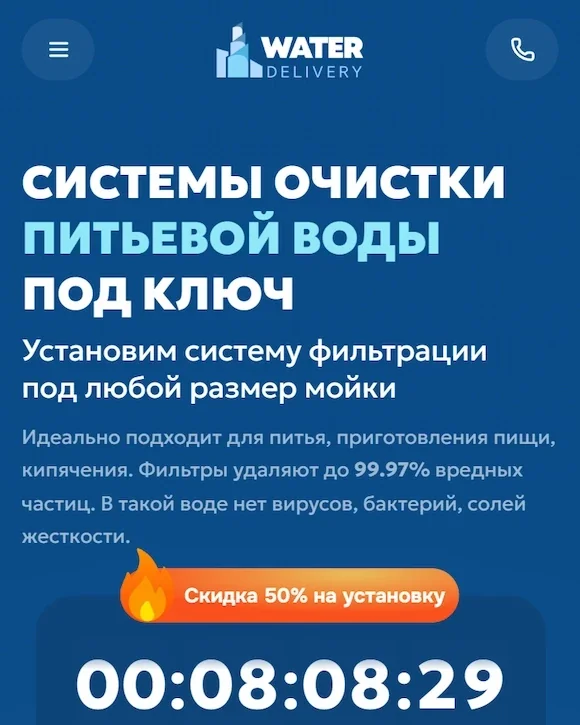 WATER
DELIVERY
СИСТЕМЫ ОЧИСТКИ
ПИТЬЕВОЙ ВОДЫ
ПОД КЛЮЧ
Установим систему фильтрации
под любой размер мойки
Идеально подходит для питья, приготовления пищи,
кипячения. Фильтры удаляют до 99.97% вредных
частиц. В такой воде нет вирусов, бактерий, солей
жесткости.
Скидка 50% на установку
00:08:08:29